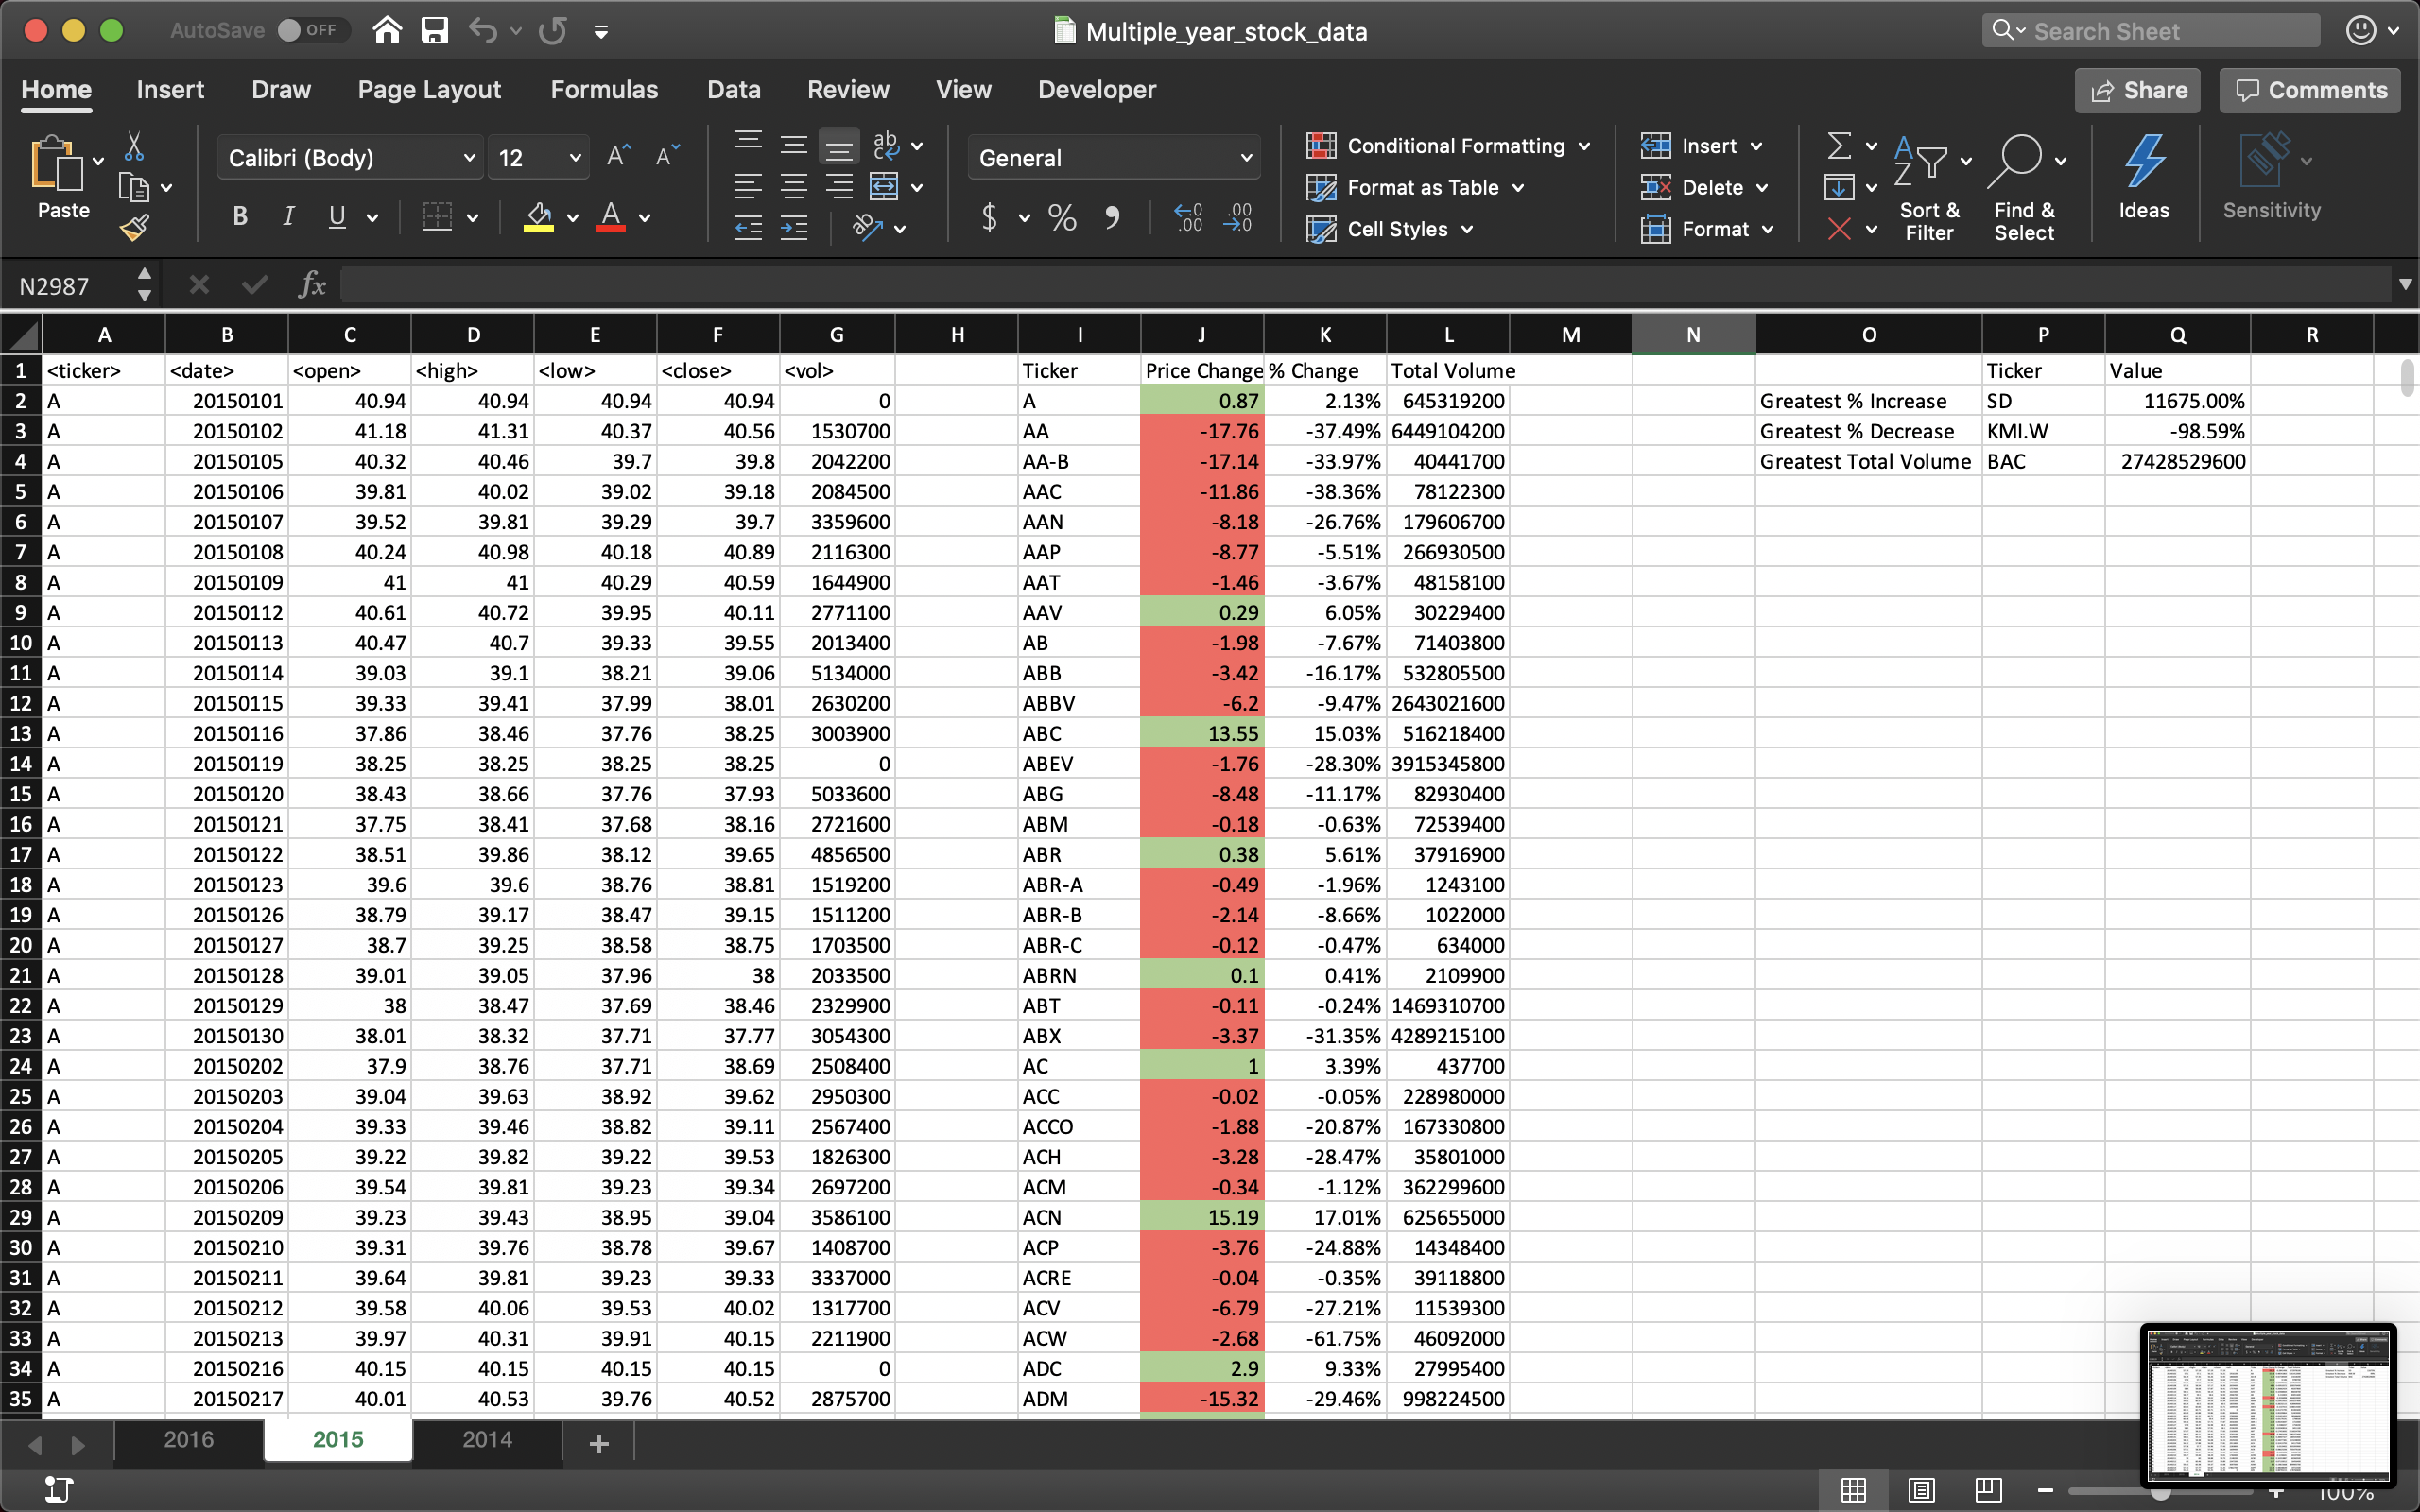 AutoSave OFF Multiple_year_stock_data Search Sheet
Home Insert Draw Page Layout Formulas Data Review View Developer Share Comments
Paste Calibri (Body) 12 General Conditional Formatting Format as Table Cell Styles Insert Delete Format Sort & Filter Find & Select Ideas Sensitivity
N2987 fx
A B C D E F G H I J K L M N O P Q R
1 <ticker> <date> <open> <high> <low> <close> <vol> Ticker Price Change % Change Total Volume Ticker Value
2 A 20150101 40.94 40.94 40.94 40.94 0 A 0.87 2.13% 645319200 Greatest % Increase SD 11675.00%
3 A 20150102 41.18 41.31 40.37 40.56 1530700 AA -17.76 -37.49% 6449104200 Greatest % Decrease KMI.W -98.59%
4 A 20150105 40.32 40.46 39.7 39.8 2042200 AA-B -17.14 -33.97% 40441700 Greatest Total Volume BAC 27428529600
5 A 20150106 39.81 40.02 39.02 39.18 2084500 AAC -11.86 -38.36% 78122300
6 A 20150107 39.52 39.81 39.29 39.7 3359600 AAN -8.18 -26.76% 179606700
7 A 20150108 40.24 40.98 40.18 40.89 2116300 AAP -8.77 -5.51% 266930500
8 A 20150109 41 41 40.29 40.59 1644900 AAT -1.46 -3.67% 48158100
9 A 20150112 40.61 40.72 39.95 40.11 2771100 AAV 0.29 6.05% 30229400
10 A 20150113 40.47 40.7 39.33 39.55 2013400 AB -1.98 -7.67% 71403800
11 A 20150114 39.03 39.1 38.21 39.06 5134000 ABB -3.42 -16.17% 532805500
12 A 20150115 39.33 39.41 37.99 38.01 2630200 ABBV -6.2 -9.47% 2643021600
13 A 20150116 37.86 38.46 37.76 38.25 3003900 ABC 13.55 15.03% 516218400
14 A 20150119 38.25 38.25 38.25 38.25 0 ABEV -1.76 -28.30% 3915345800
15 A 20150120 38.43 38.66 37.76 37.93 5033600 ABG -8.48 -11.17% 82930400
16 A 20150121 37.75 38.41 37.68 38.16 2721600 ABM -0.18 -0.63% 72539400
17 A 20150122 38.51 39.86 38.12 39.65 4856500 ABR 0.38 5.61% 37916900
18 A 20150123 39.6 39.6 38.76 38.81 1519200 ABR-A -0.49 -1.96% 1243100
19 A 20150126 38.79 39.17 38.47 39.15 1511200 ABR-B -2.14 -8.66% 1022000
20 A 20150127 38.7 39.25 38.58 38.75 1703500 ABR-C -0.12 -0.47% 634000
21 A 20150128 39.01 39.05 37.96 38 2033500 ABRN 0.1 0.41% 2109900
22 A 20150129 38 38.47 37.69 38.46 2329900 ABT -0.11 -0.24% 1469310700
23 A 20150130 38.01 38.32 37.71 37.77 3054300 ABX -3.37 -31.35% 4289215100
24 A 20150202 37.9 38.76 37.71 38.69 2508400 AC 1 3.39% 437700
25 A 20150203 39.04 39.63 38.92 39.62 2950300 ACC -0.02 -0.05% 228980000
26 A 20150204 39.33 39.46 38.82 39.11 2567400 ACCO -1.88 -20.87% 167330800
27 A 20150205 39.22 39.82 39.22 39.53 1826300 ACH -3.28 -28.47% 35801000
28 A 20150206 39.54 39.81 39.23 39.34 2697200 ACM -0.34 -1.12% 362299600
29 A 20150209 39.23 39.43 38.95 39.04 3586100 ACN 15.19 17.01% 625655000
30 A 20150210 39.31 39.76 38.78 39.67 1408700 ACP -3.76 -24.88% 14348400
31 A 20150211 39.64 39.81 39.23 39.33 3337000 ACRE -0.04 -0.35% 39118800
32 A 20150212 39.58 40.06 39.53 40.02 1317700 ACV -6.79 -27.21% 11539300
33 A 20150213 39.97 40.31 39.91 40.15 2211900 ACW -2.68 -61.75% 46092000
34 A 20150216 40.15 40.15 40.15 40.15 0 ADC 2.9 9.33% 27995400
35 A 20150217 40.01 40.53 39.76 40.52 2875700 ADM -15.32 -29.46% 998224500
2016 2015 2014
100%